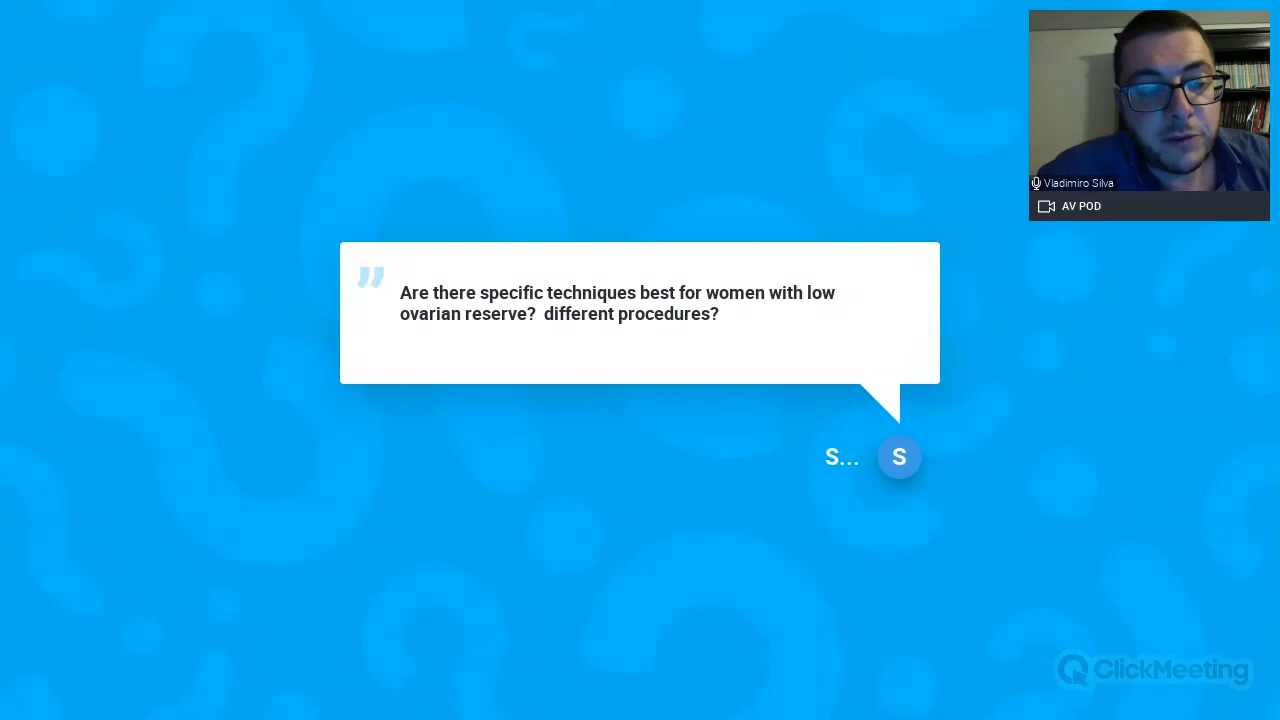 Vladimiro Silva
AV POD
” Are there specific techniques best for women with low
ovarian reserve?  different procedures?
S... S
ClickMeeting